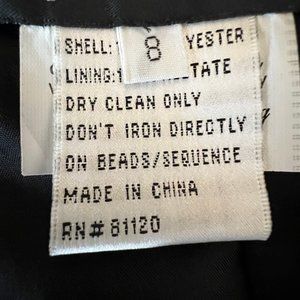 SHELL: YESTER
8
LINING: TATE
DRY CLEAN ONLY
DON'T IRON DIRECTLY
ON BEADS/SEQUENCE
MADE IN CHINA
RN# 81120